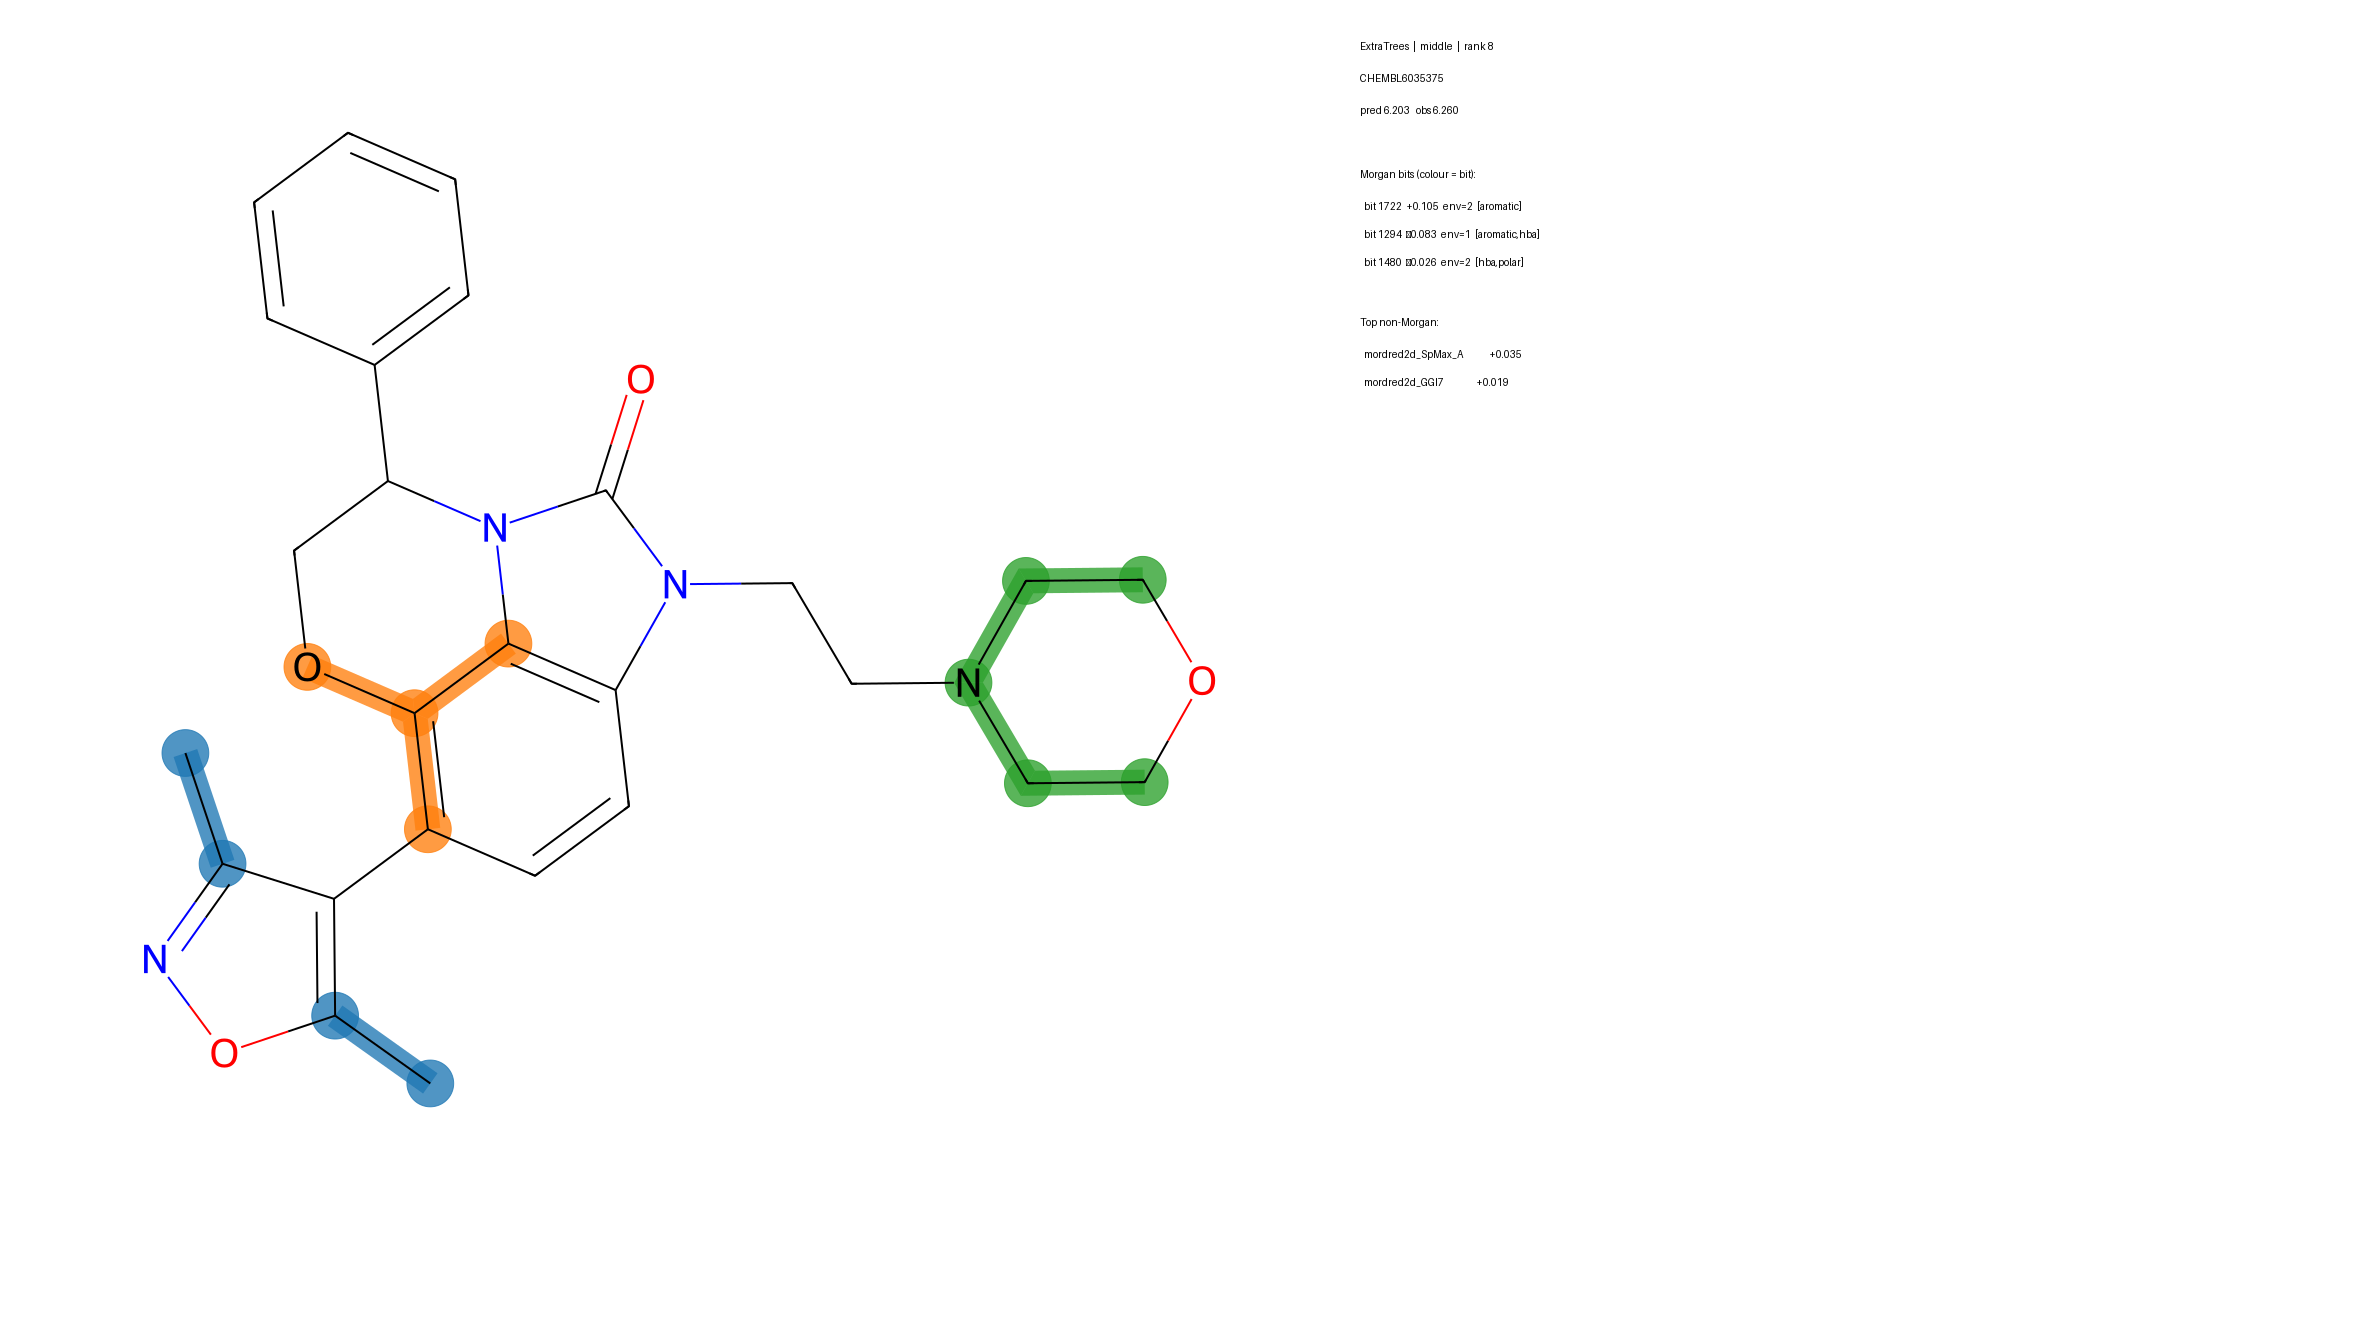 ExtraTrees | middle | rank 8
CHEMBL6035375
pred 6.203 obs 6.260
Morgan bits (colour = bit):
bit 1722 +0.105 env=2 [aromatic]
bit 1294 ▯0.083 env=1 [aromatic,hba]
bit 1480 ▯0.026 env=2 [hba,polar]
Top non-Morgan:
mordred2d_SpMax_A +0.035
mordred2d_GGI7 +0.019
O
N
N
O
N
O
N
O